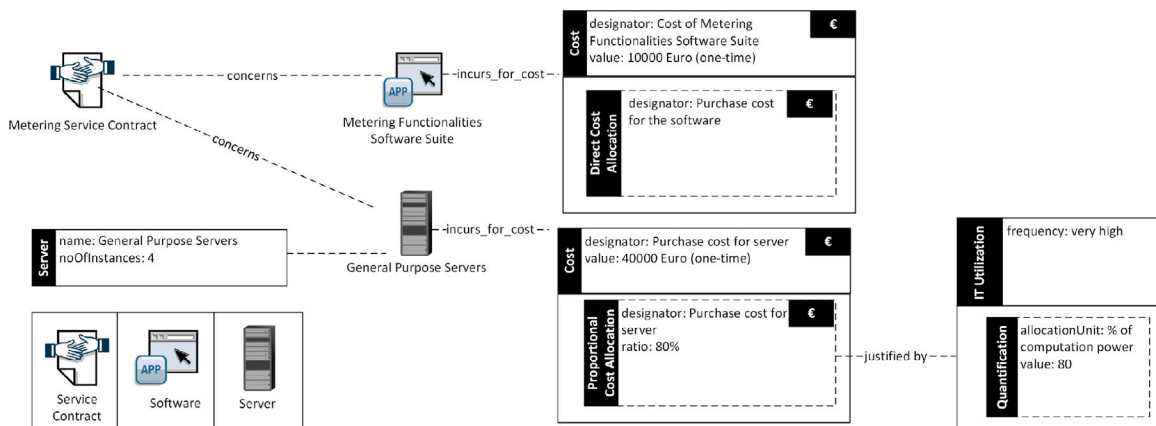 Cost
designator: Cost of Metering
Functionalities Software Suite
value: 10000 Euro (one-time)
€
concerns
incurs_for_cost
APP
Metering Service Contract
Metering Functionalities
Software Suite
Direct Cost
Allocation
designator: Purchase cost
for the software
€
concerns
Server
name: General Purpose Servers
noOfInstances: 4
General Purpose Servers
incurs_for_cost
Cost
designator: Purchase cost for server
value: 40000 Euro (one-time)
€
Proportional
Cost Allocation
designator: Purchase cost for
server
ratio: 80%
€
justified by
IT Utilization
frequency: very high
Quantification
allocationUnit: % of
computation power
value: 80
APP
Service
Contract
Software
Server